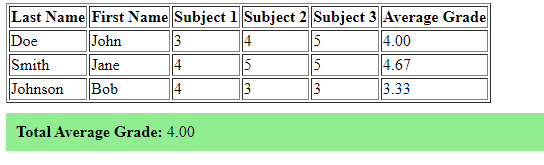 Last Name First Name Subject 1 Subject 2 Subject 3 Average Grade
Doe John 3 4 5 4.00
Smith Jane 4 5 5 4.67
Johnson Bob 4 3 3 3.33
Total Average Grade: 4.00